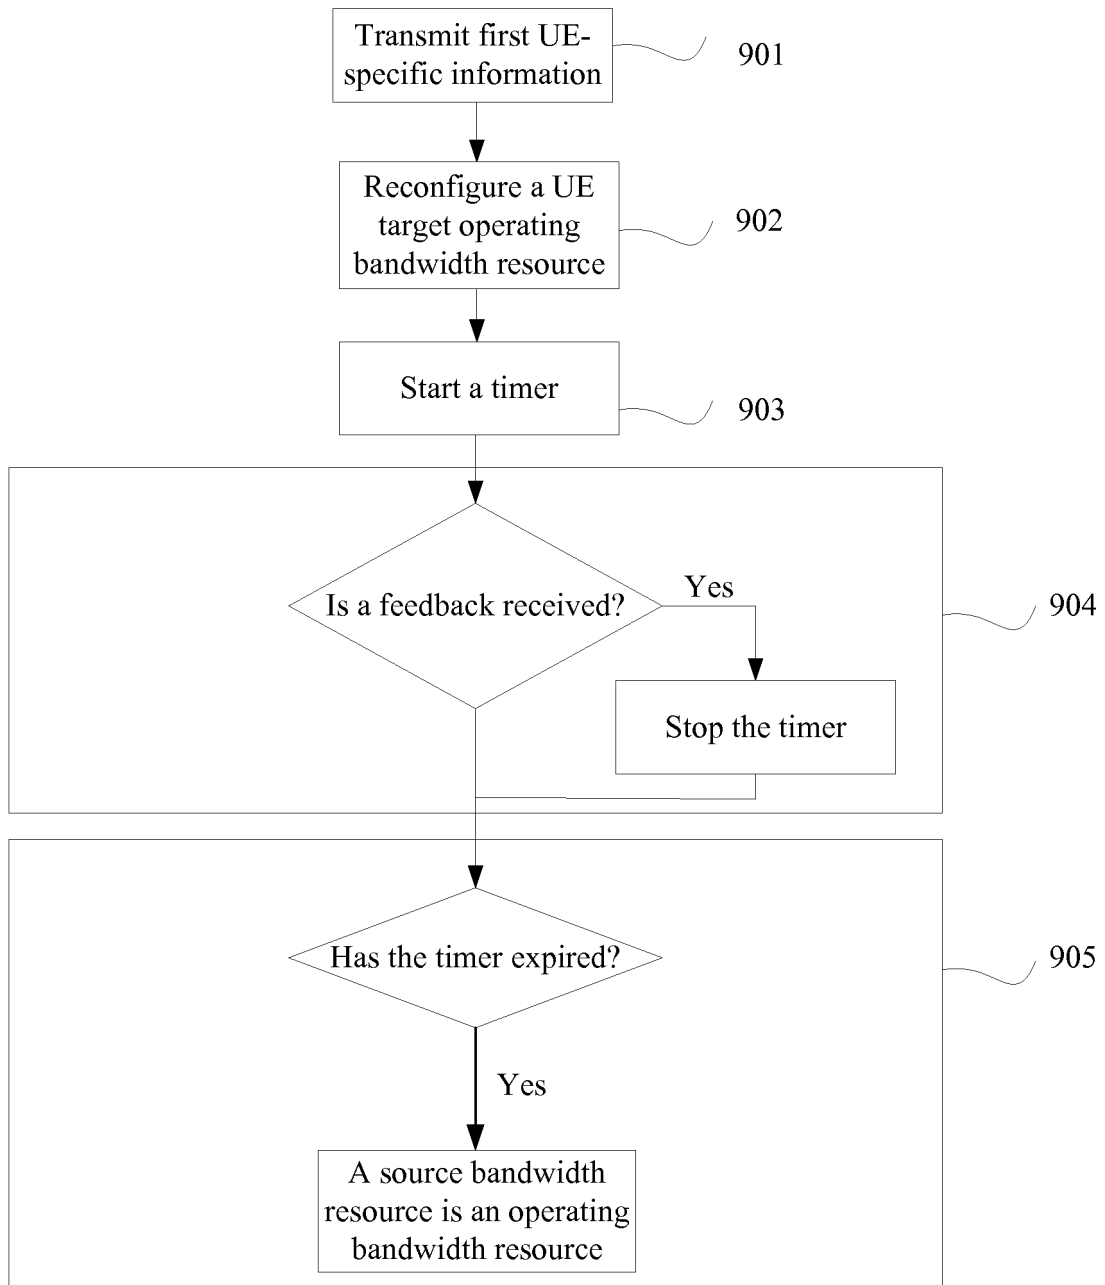 Transmit first UE-
specific information
901
Reconfigure a UE
target operating
bandwidth resource
902
Start a timer
903
Is a feedback received?
Yes
904
Stop the timer
Has the timer expired?
905
Yes
A source bandwidth
resource is an operating
bandwidth resource